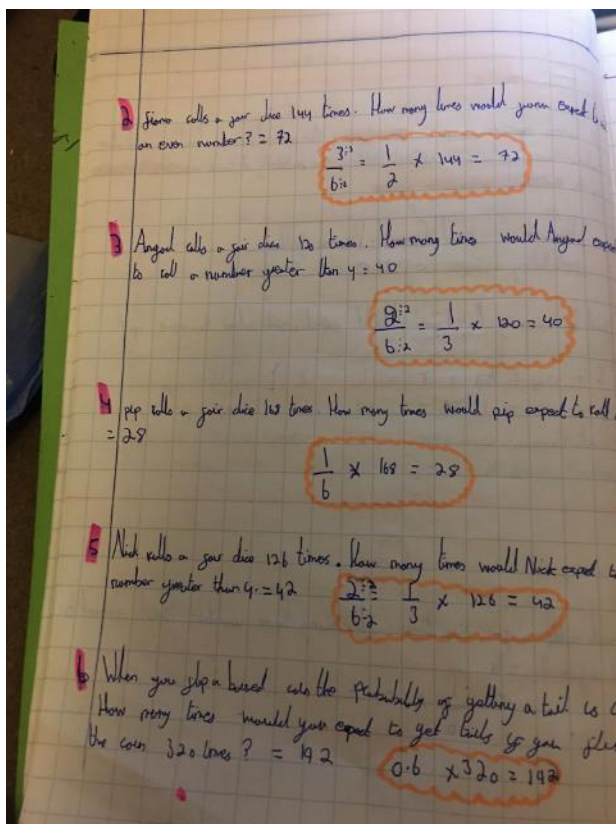 2 rolls a fair dice 144 times. How many times would expect to
an even number? = 72
3÷3 / 6÷3 = 1/2 × 144 = 72
3 Angad rolls a fair dice 120 times. How many times would Angad expect
to roll a number greater than 4 = 40
2÷2 / 6÷2 = 1/3 × 120 = 40
4 pip rolls a fair dice 168 times How many times would pip expect to roll
= 28
1/6 × 168 = 28
5 Nick rolls a fair dice 126 times. How many times would Nick expect
number greater than 4. = 42
2÷2 / 6÷2 = 1/3 × 126 = 42
6 When you flip a biased coin the probability of getting a tail is
How many times would you expect to get tails if you
the coin 320 times? = 192
0.6 × 320 = 192